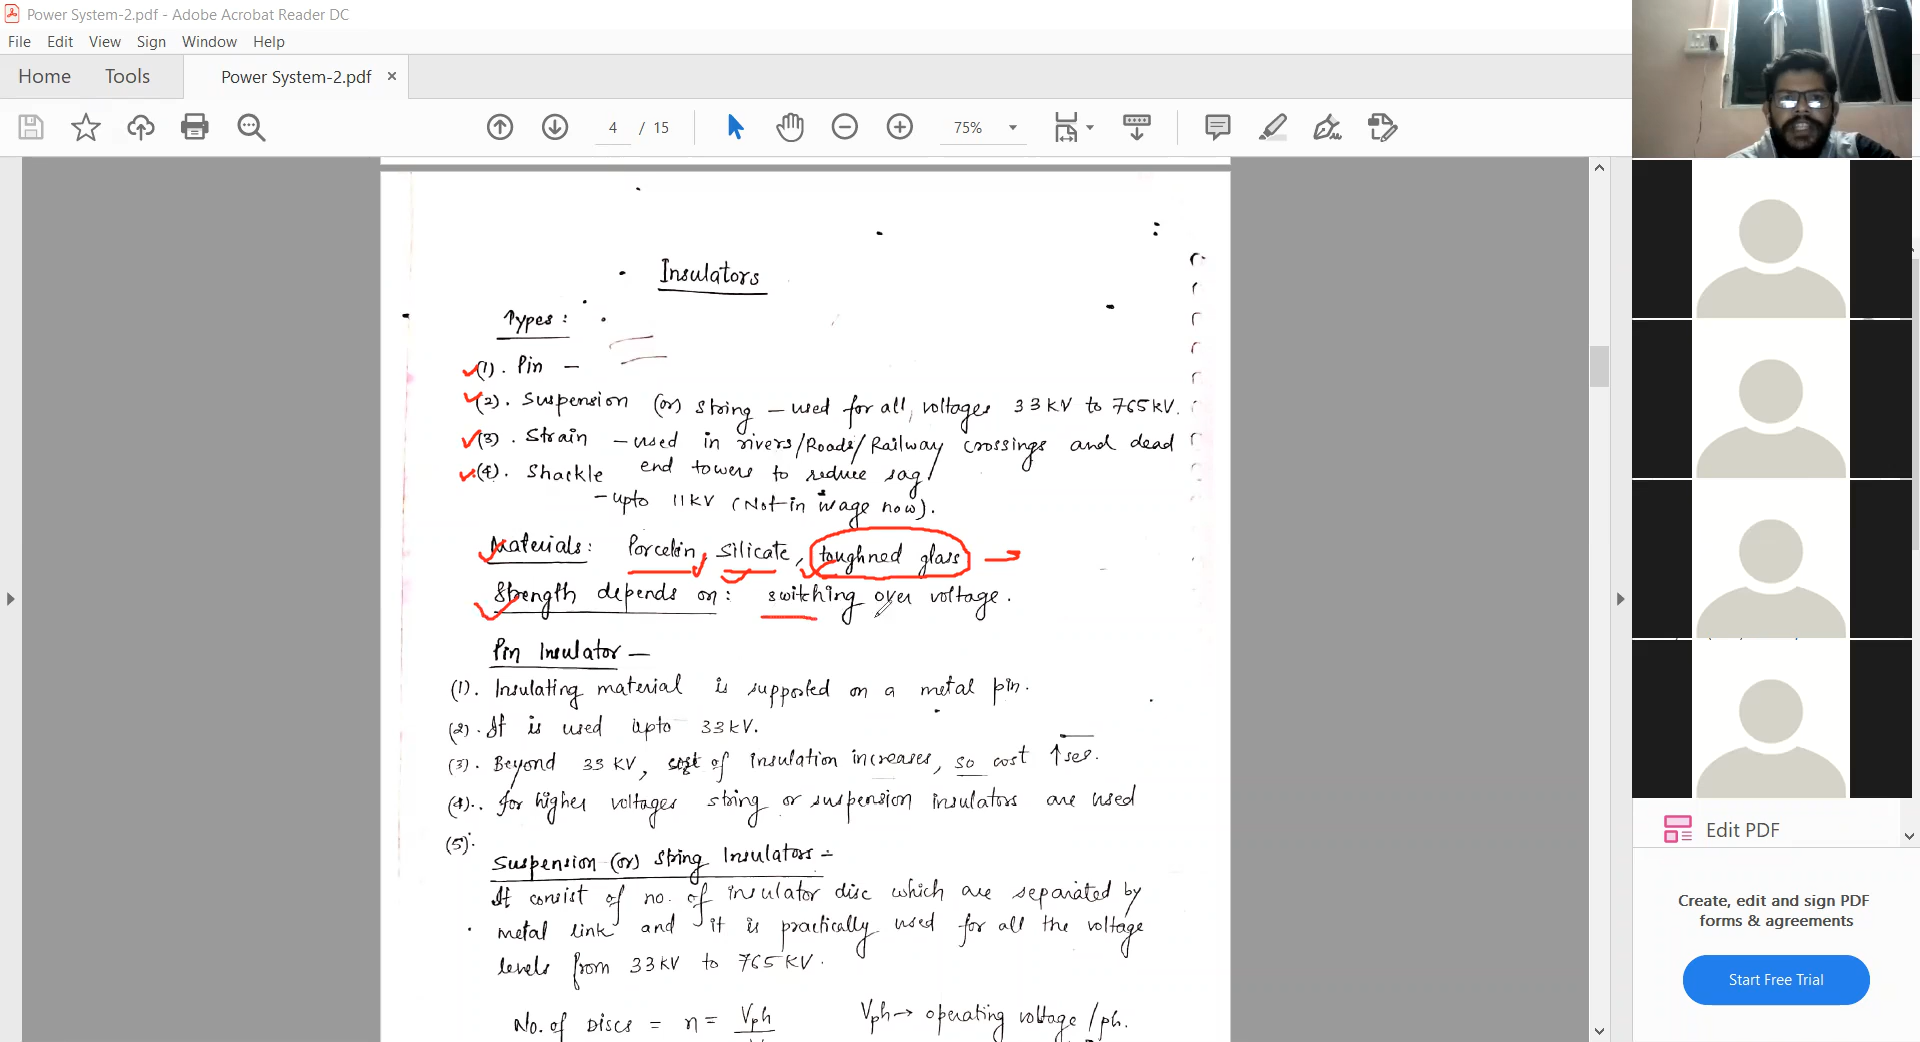 Power System-2.pdf - Adobe Acrobat Reader DC
File Edit View Sign Window Help
Home Tools Power System-2.pdf ×
4 / 15 75%
Insulators
Types:
(1). Pin –
(2). Suspension (or) string – used for all, voltages 33kV to 765kV.
(3). Strain – used in rivers/Roads/Railway crossings and dead
end towers to reduce sag
(4). Shackle
– upto 11kV (Not in usage now).
Materials: Porcelin, Silicate, toughned glass
Strength depends on: switching over voltage.
Pin Insulator –
(1). Insulating material is supported on a metal pin.
(2). It is used upto 33kV.
(3). Beyond 33 kV, cost of insulation increases, so cost ↑ses.
(4). for higher voltages string or suspension insulators are used
(5).
Suspension (or) string Insulators –
It consist of no. of insulator disc which are separated by
metal link and it is practically used for all the voltage
levels from 33kV to 765kV.
No. of Discs = n = Vph Vph → operating voltage/ph.
Edit PDF
Create, edit and sign PDF
forms & agreements
Start Free Trial